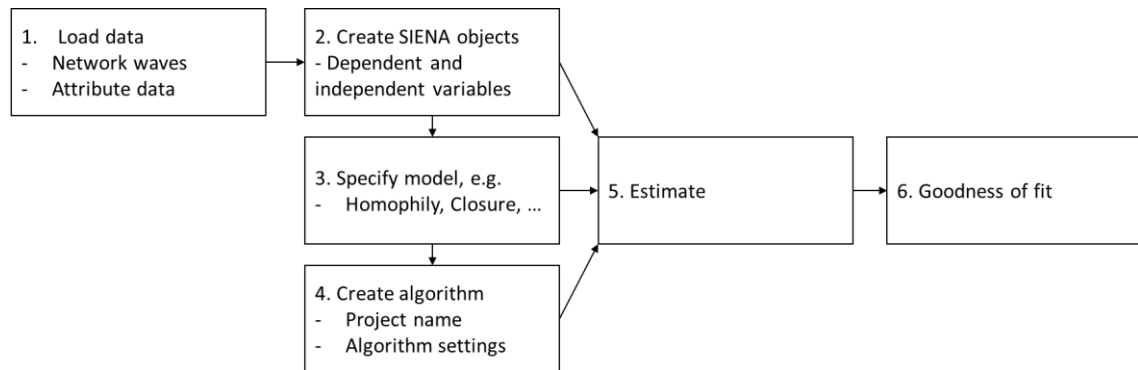 1. Load data
- Network waves
- Attribute data
2. Create SIENA objects
- Dependent and
independent variables
3. Specify model, e.g.
- Homophily, Closure, …
4. Create algorithm
- Project name
- Algorithm settings
5. Estimate
6. Goodness of fit